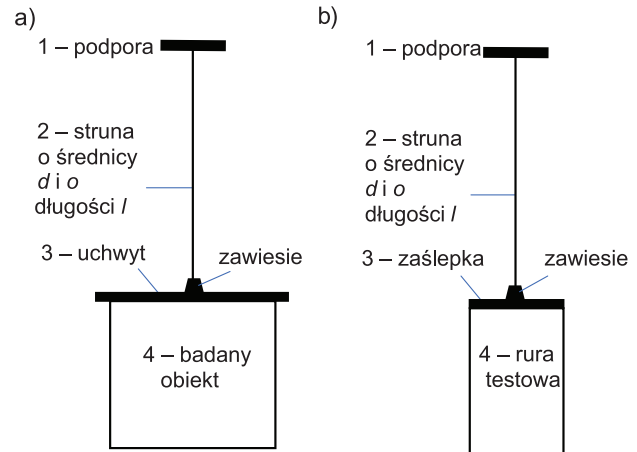 a)
1 – podpora
2 – struna
o średnicy
d i o
długości l
3 – uchwyt
zawiesie
4 – badany
obiekt
b)
1 – podpora
2 – struna
o średnicy
d i o
długości l
3 – zaślepka
zawiesie
4 – rura
testowa